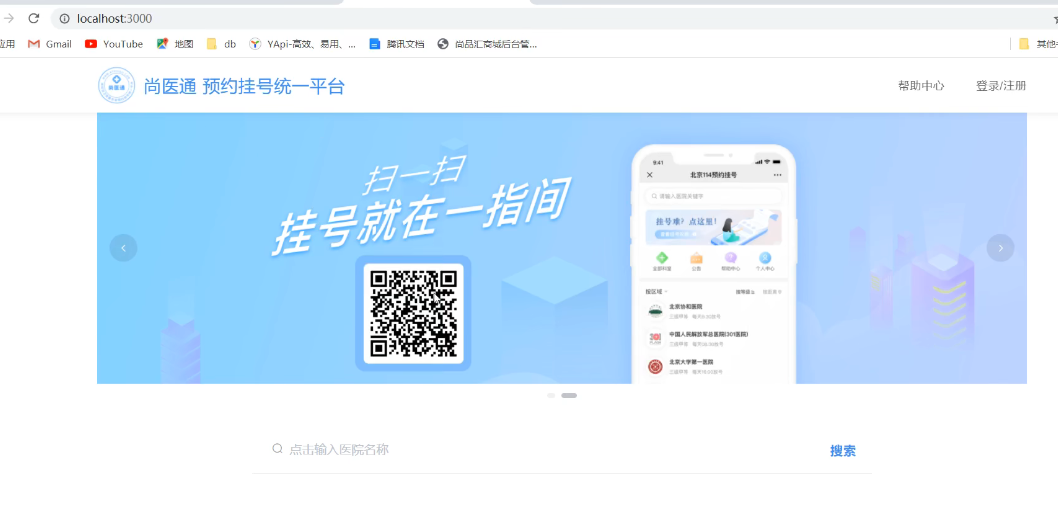 localhost:3000
应用 Gmail YouTube 地图 db YApi-高效、易用、... 腾讯文档 尚品汇商城后台管... 其他
尚医通 预约挂号统一平台 帮助中心 登录/注册
尚医通
扫一扫
挂号就在一指间
9:41
北京114预约挂号
请输入医院关键字
挂号难?点这里!
全部科室 公告 帮助中心 个人中心
按区域
北京协和医院
中国人民解放军总医院(301医院)
北京大学第一医院
点击输入医院名称 搜索